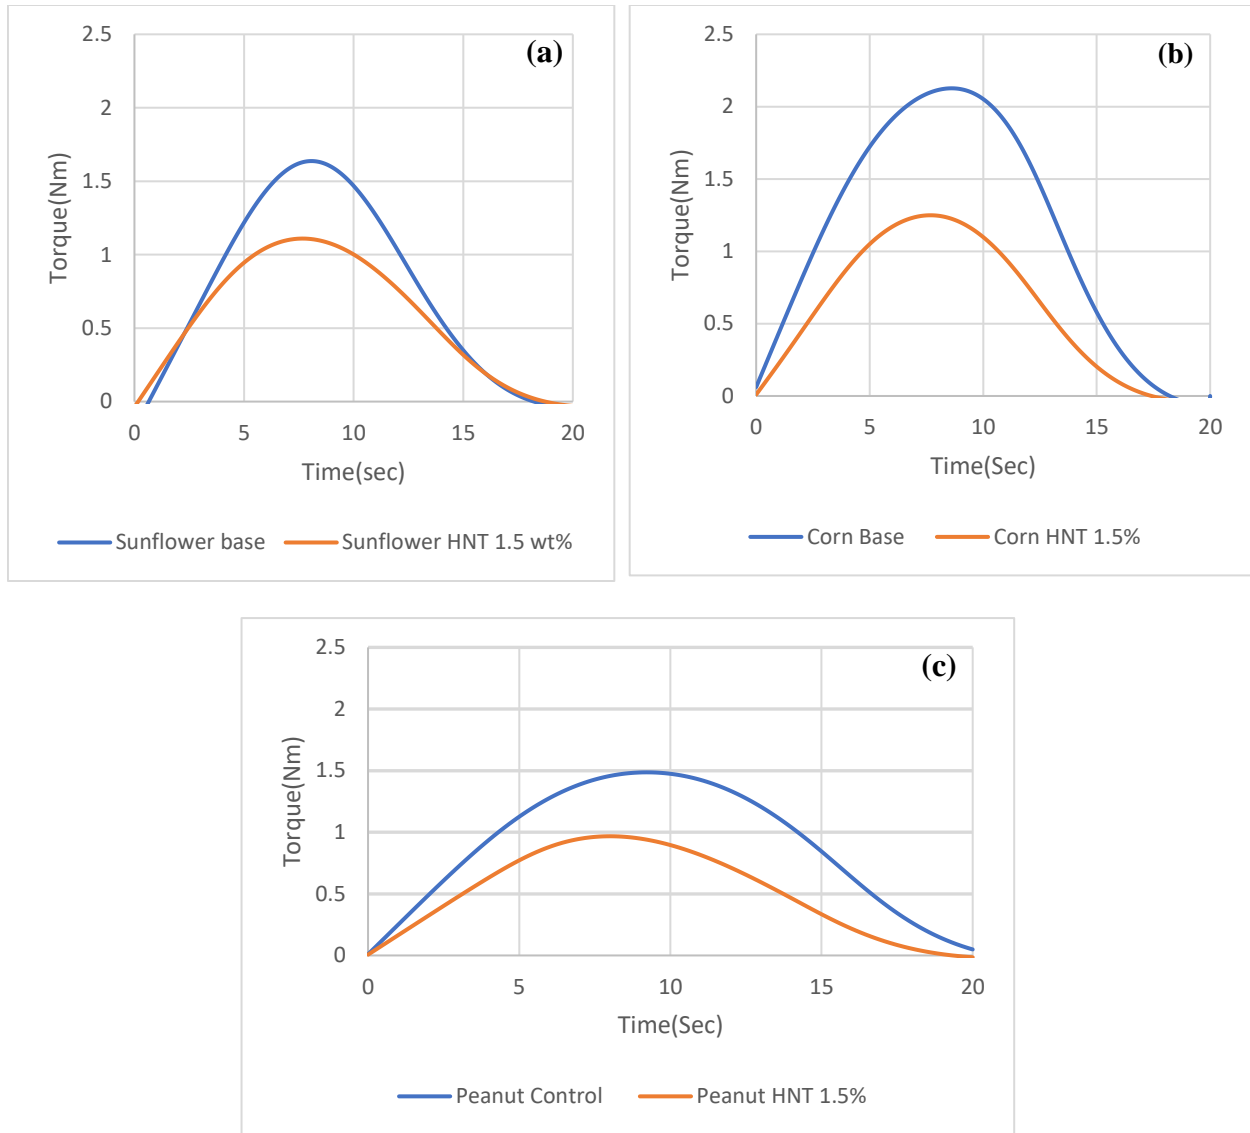 (a)
2.5
2
1.5
1
0.5
0
Torque(Nm)
0 5 10 15 20
Time(sec)
Sunflower base Sunflower HNT 1.5 wt%
(b)
2.5
2
1.5
1
0.5
0
Torque(Nm)
0 5 10 15 20
Time(Sec)
Corn Base Corn HNT 1.5%
(c)
2.5
2
1.5
1
0.5
0
Torque(Nm)
0 5 10 15 20
Time(Sec)
Peanut Control Peanut HNT 1.5%